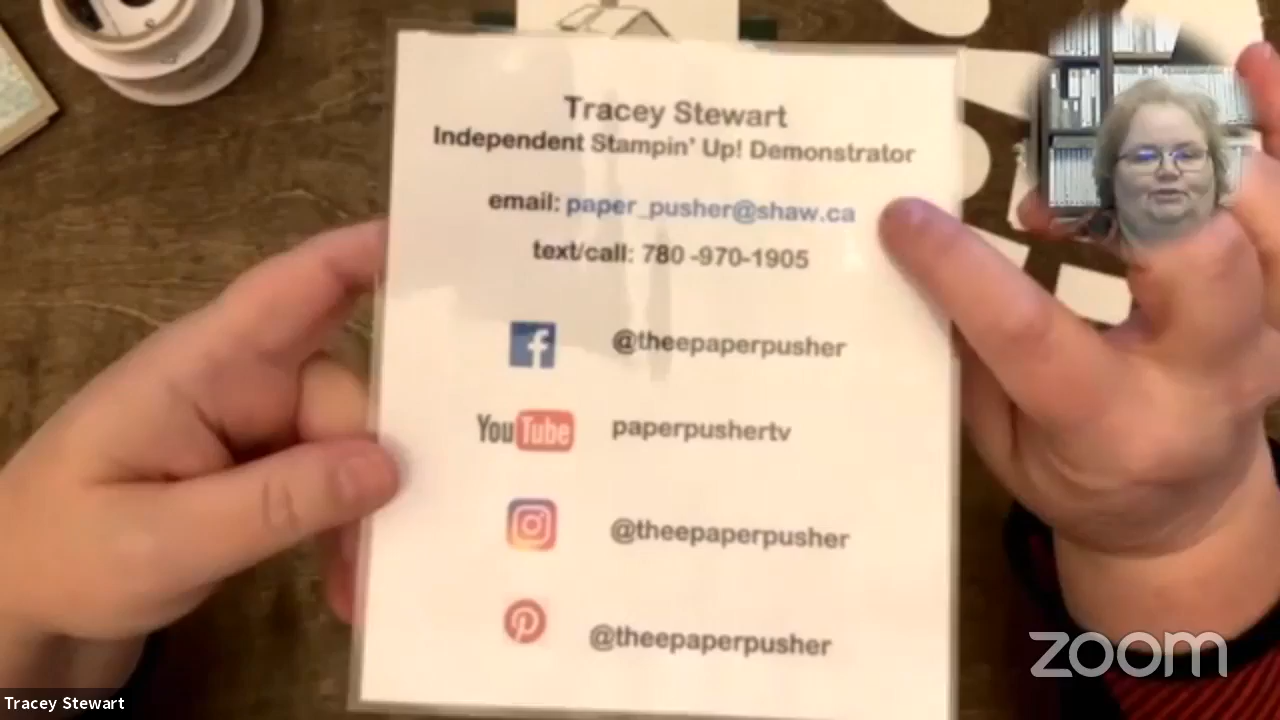 Tracey Stewart
Independent Stampin' Up! Demonstrator
email: paper_pusher@shaw.ca
text/call: 780 -970-1905
@theepaperpusher
YouTube paperpushertv
@theepaperpusher
@theepaperpusher
zoom
Tracey Stewart